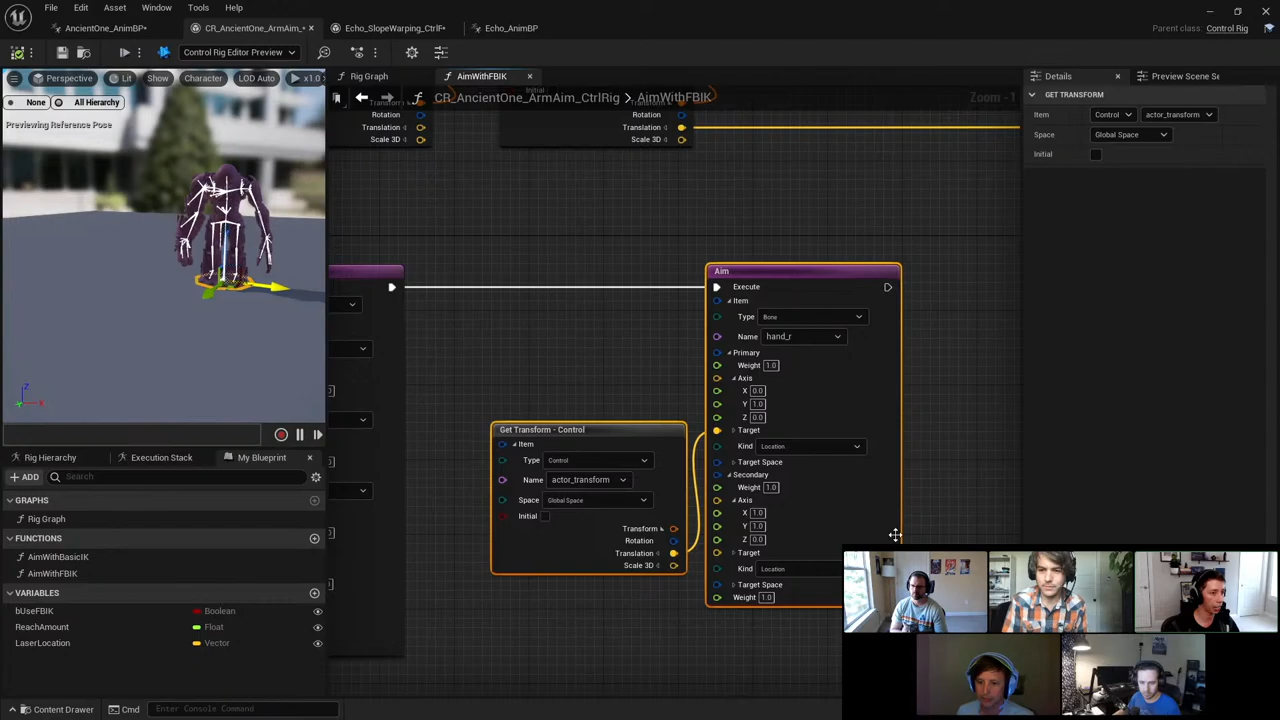 File Edit Asset Window Tools Help
AncientOne_AnimBP•
CR_AncientOne_ArmAim_•
Echo_SlopeWarping_CtrlF•
Echo_AnimBP
Parent class: Control Rig
Control Rig Editor Preview
Perspective Lit Show Character LOD Auto x1.0
None All Hierarchy
Previewing Reference Pose
Rig Graph
AimWithFBIK
CR_AncientOne_ArmAim_CtrlRig > AimWithFBIK
Zoom -1
Initial
Transform
Rotation
Translation
Scale 3D
Rotation
Translation
Scale 3D
Aim
Execute
Item
Type Bone
Name hand_r
Primary
Weight 1.0
Axis
X 0.0
Y 1.0
Z 0.0
Target
Kind Location
Target Space
Secondary
Weight 1.0
Axis
X 1.0
Y 1.0
Z 0.0
Target
Kind Location
Target Space
Weight 1.0
Get Transform - Control
Item
Type Control
Name actor_transform
Space Global Space
Initial
Transform
Rotation
Translation
Scale 3D
Details
Preview Scene Se
GET TRANSFORM
Item Control actor_transform
Space Global Space
Initial
Rig Hierarchy
Execution Stack
My Blueprint
ADD Search
GRAPHS
Rig Graph
FUNCTIONS
AimWithBasicIK
AimWithFBIK
VARIABLES
bUseFBIK Boolean
ReachAmount Float
LaserLocation Vector
Content Drawer Cmd Enter Console Command